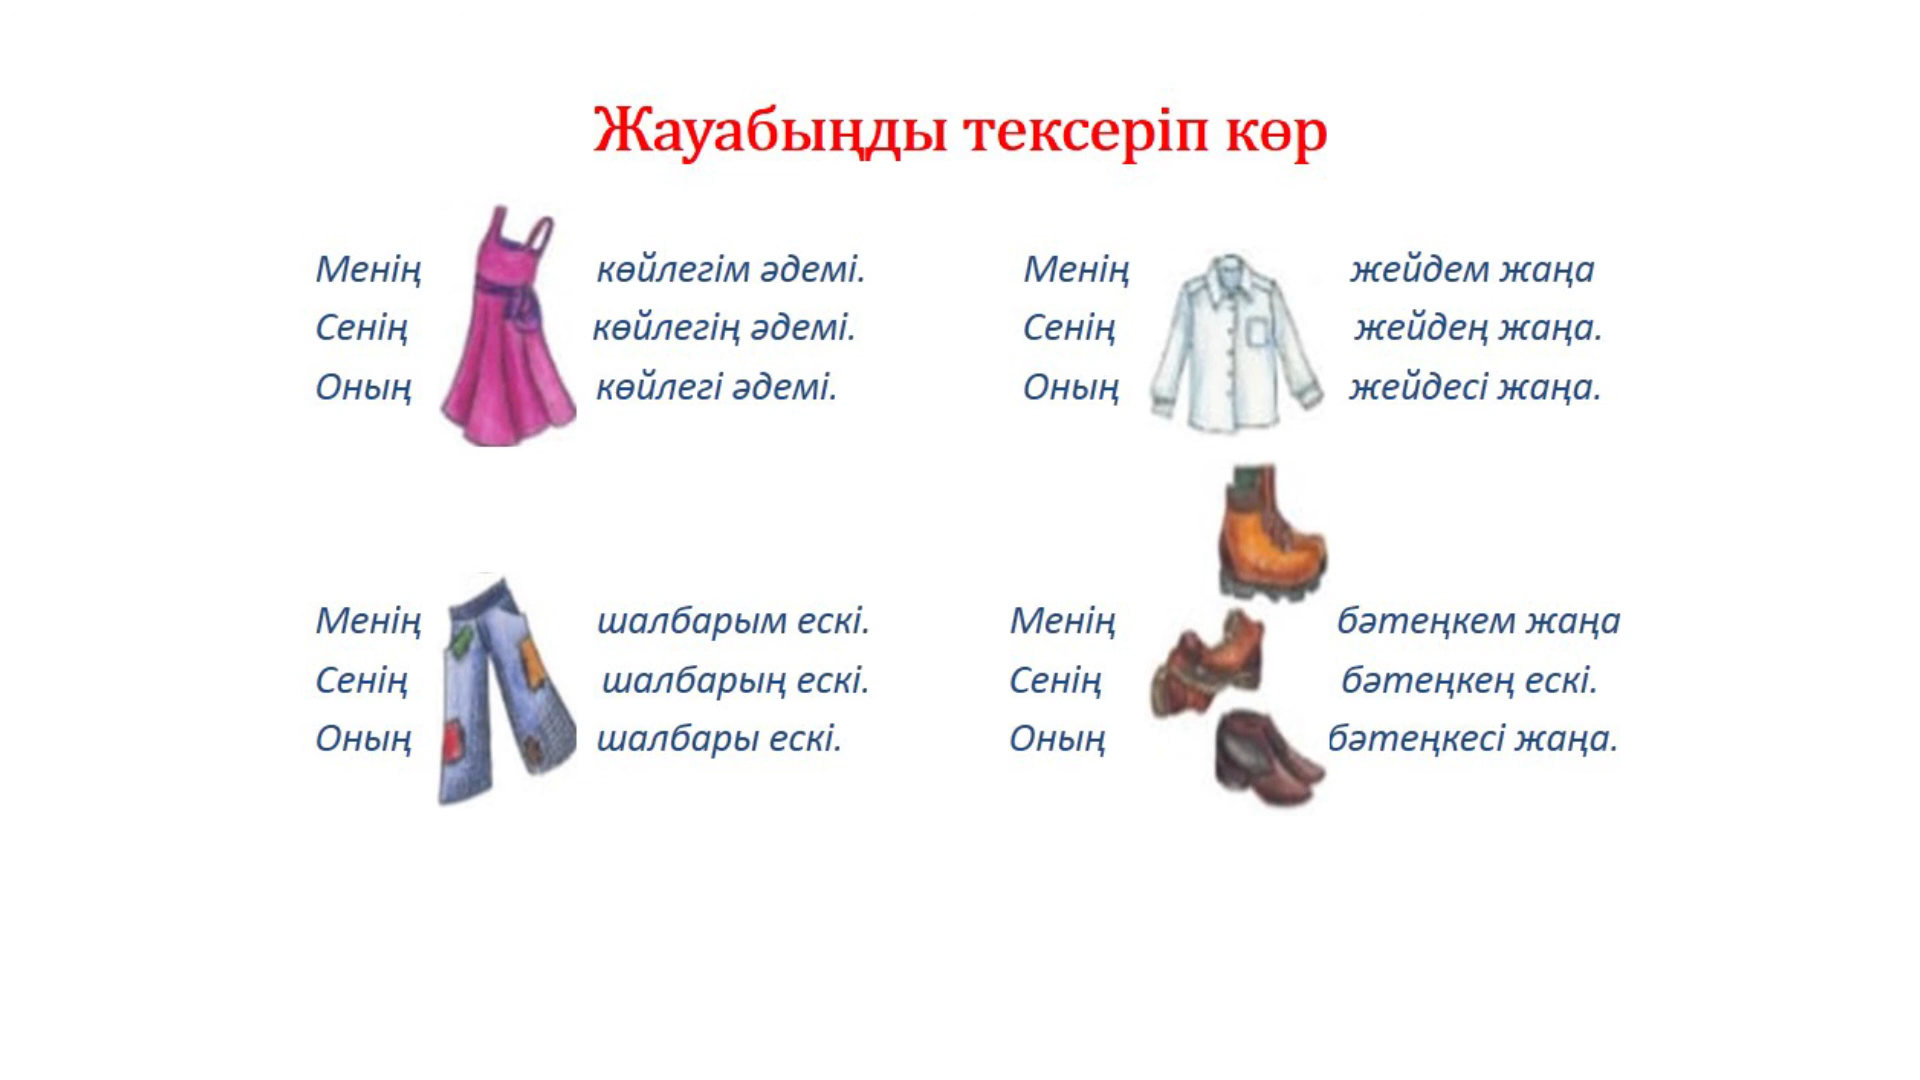 Жауабыңды тексеріп көр
Менің көйлегім әдемі.
Сенің көйлегің әдемі.
Оның көйлегі әдемі.
Менің жейдем жаңа
Сенің жейдең жаңа.
Оның жейдесі жаңа.
Менің шалбарым ескі.
Сенің шалбарың ескі.
Оның шалбары ескі.
Менің бәтеңкем жаңа
Сенің бәтеңкең ескі.
Оның бәтеңкесі жаңа.